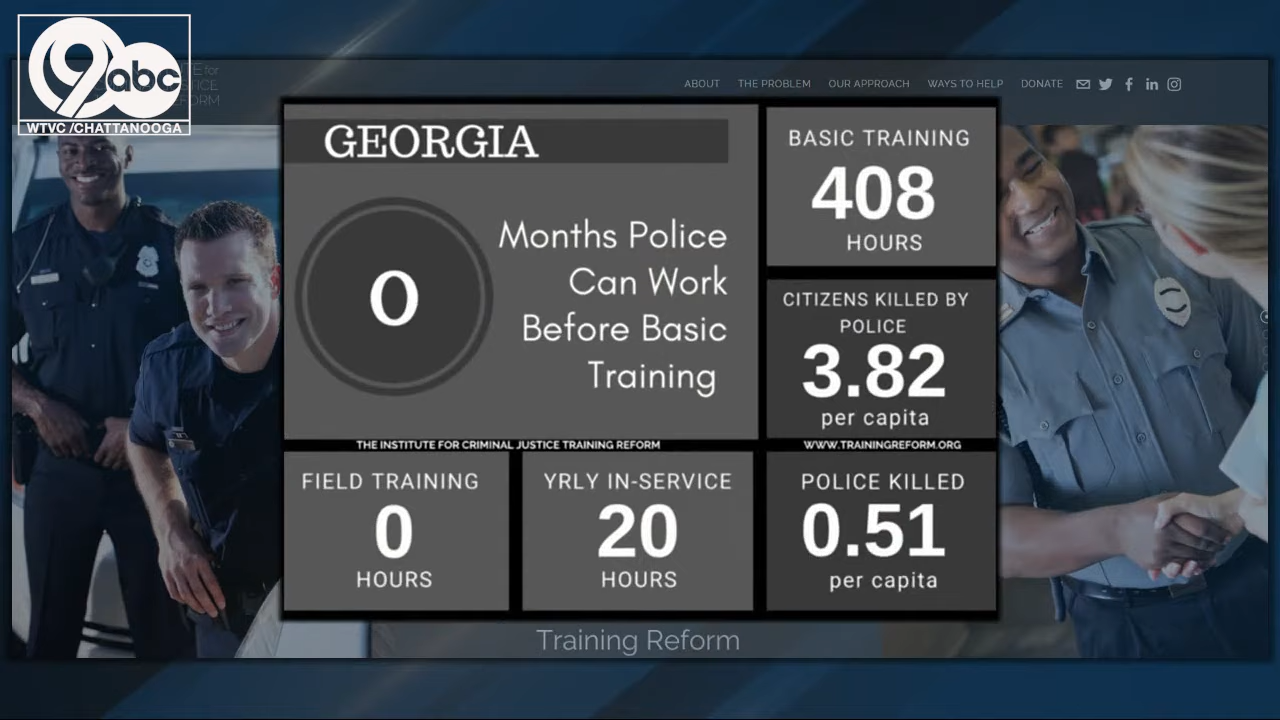 9 abc
WTVC / CHATTANOOGA
ABOUT THE PROBLEM OUR APPROACH WAYS TO HELP DONATE
GEORGIA
0
Months Police
Can Work
Before Basic
Training
BASIC TRAINING
408
HOURS
CITIZENS KILLED BY
POLICE
3.82
per capita
THE INSTITUTE FOR CRIMINAL JUSTICE TRAINING REFORM
WWW.TRAININGREFORM.ORG
FIELD TRAINING
0
HOURS
YRLY IN-SERVICE
20
HOURS
POLICE KILLED
0.51
per capita
Training Reform